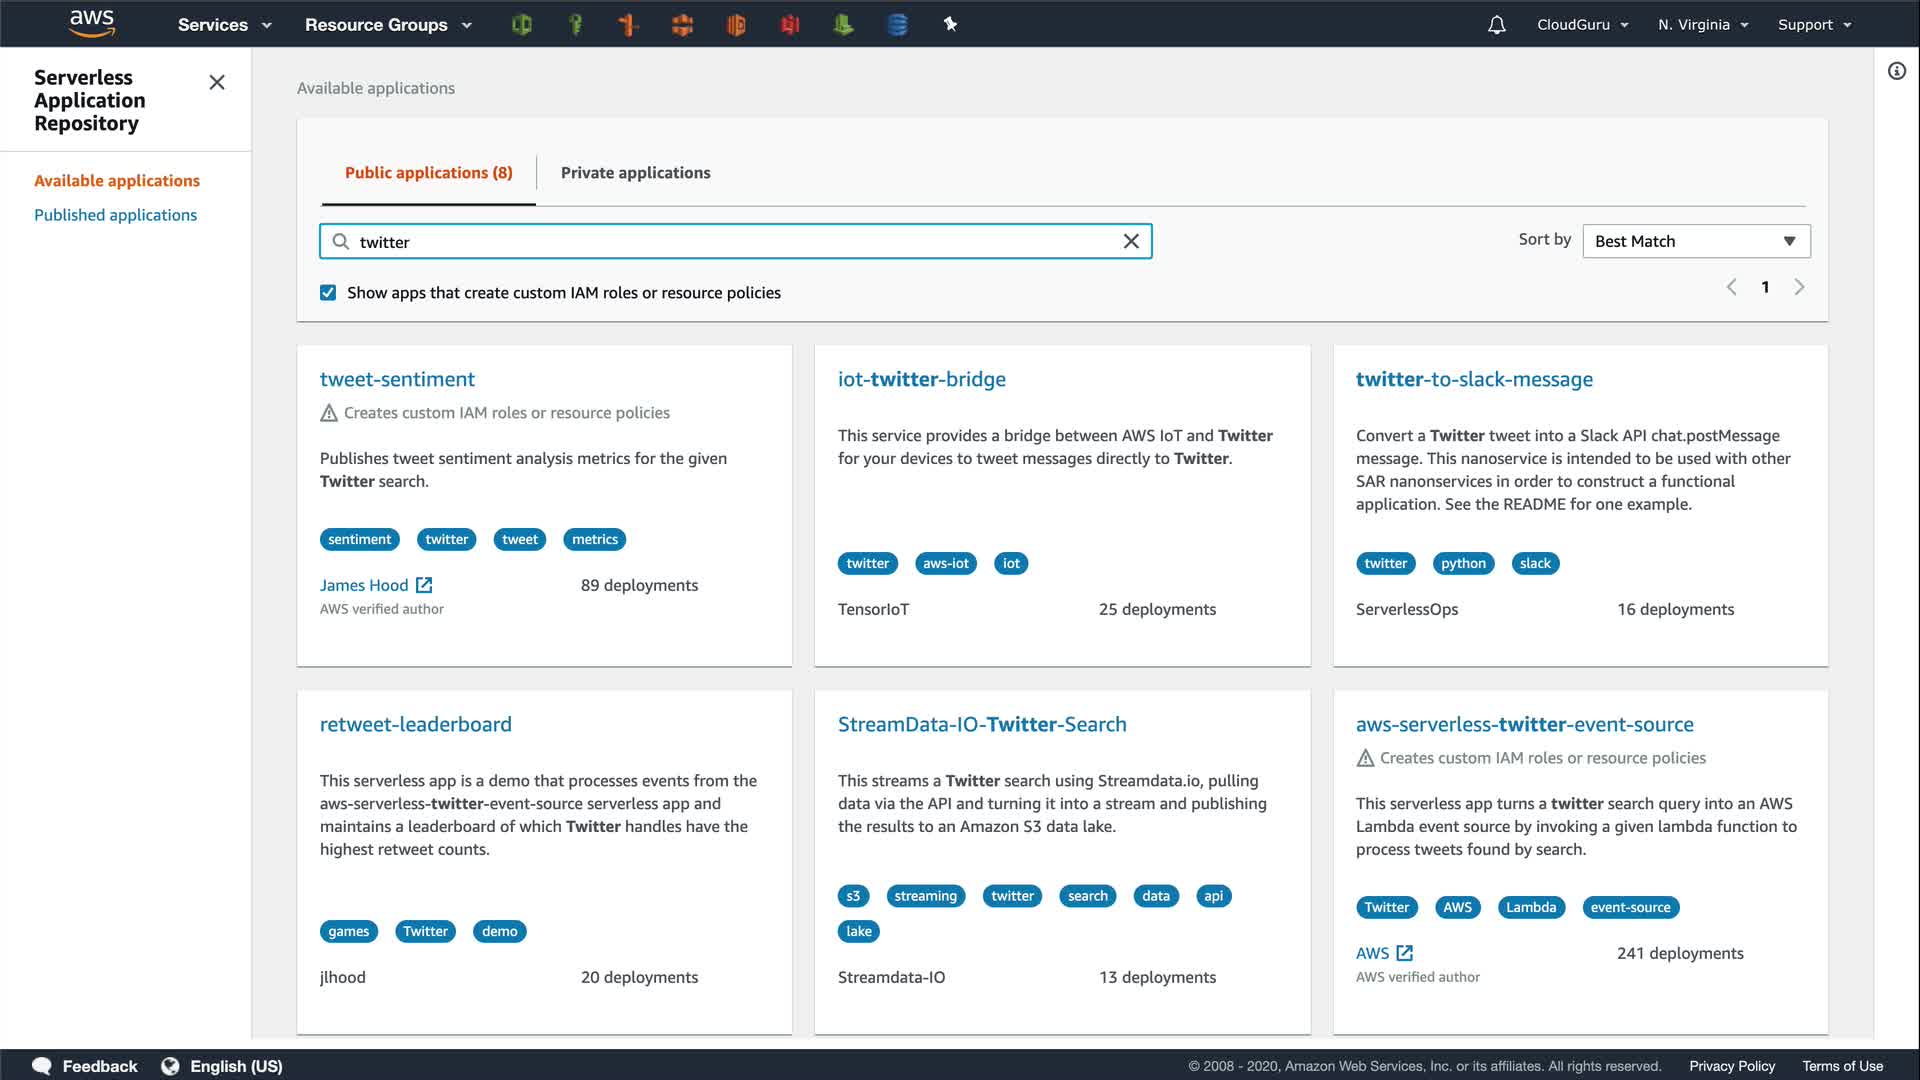 aws
Services
Resource Groups
CloudGuru
N. Virginia
Support
Serverless
Application
Repository
Available applications
Published applications
Available applications
Public applications (8)
Private applications
twitter
Sort by
Best Match
Show apps that create custom IAM roles or resource policies
1
tweet-sentiment
Creates custom IAM roles or resource policies
Publishes tweet sentiment analysis metrics for the given
Twitter search.
sentiment twitter tweet metrics
James Hood
89 deployments
AWS verified author
iot-twitter-bridge
This service provides a bridge between AWS IoT and Twitter
for your devices to tweet messages directly to Twitter.
twitter aws-iot iot
TensorIoT
25 deployments
twitter-to-slack-message
Convert a Twitter tweet into a Slack API chat.postMessage
message. This nanoservice is intended to be used with other
SAR nanonservices in order to construct a functional
application. See the README for one example.
twitter python slack
ServerlessOps
16 deployments
retweet-leaderboard
This serverless app is a demo that processes events from the
aws-serverless-twitter-event-source serverless app and
maintains a leaderboard of which Twitter handles have the
highest retweet counts.
games Twitter demo
jlhood
20 deployments
StreamData-IO-Twitter-Search
This streams a Twitter search using Streamdata.io, pulling
data via the API and turning it into a stream and publishing
the results to an Amazon S3 data lake.
s3 streaming twitter search data api
lake
Streamdata-IO
13 deployments
aws-serverless-twitter-event-source
Creates custom IAM roles or resource policies
This serverless app turns a twitter search query into an AWS
Lambda event source by invoking a given lambda function to
process tweets found by search.
Twitter AWS Lambda event-source
AWS
241 deployments
AWS verified author
Feedback
English (US)
© 2008 - 2020, Amazon Web Services, Inc. or its affiliates. All rights reserved.
Privacy Policy
Terms of Use